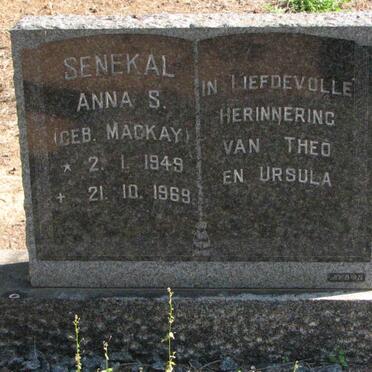 SENEKAL
ANNA S.
(GEB. MACKAY)
* 2. 1. 1949
+ 21. 10. 1969
IN LIEFDEVOLLE
HERINNERING
VAN THEO
EN URSULA